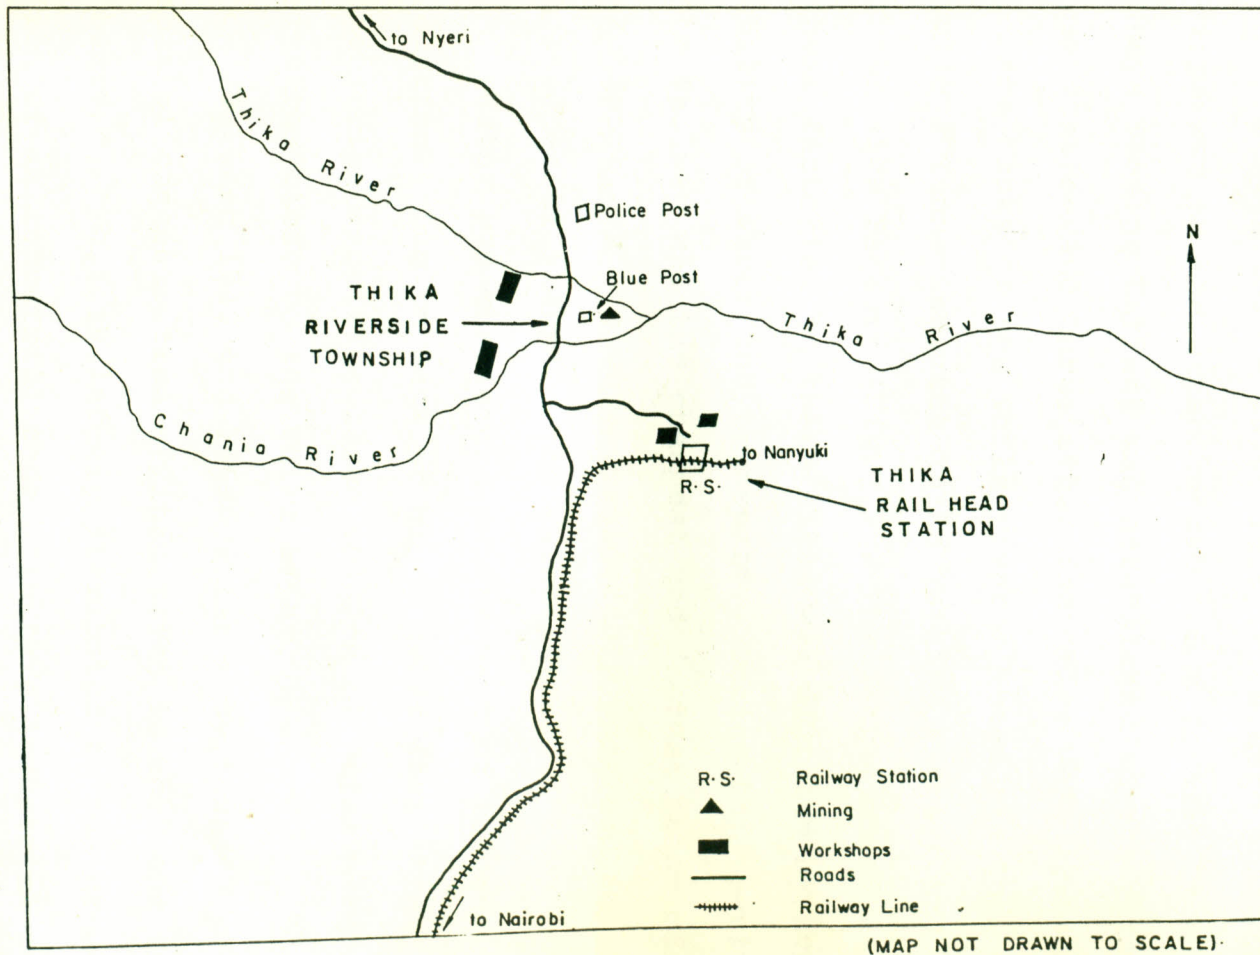 to Nyeri
Thika River
Police Post
N
Blue Post
THIKA
RIVERSIDE
TOWNSHIP
Thika River
Chania River
to Nanyuki
R.S.
THIKA
RAIL HEAD
STATION
R.S. Railway Station
Mining
Workshops
Roads
Railway Line
to Nairobi
(MAP NOT DRAWN TO SCALE).